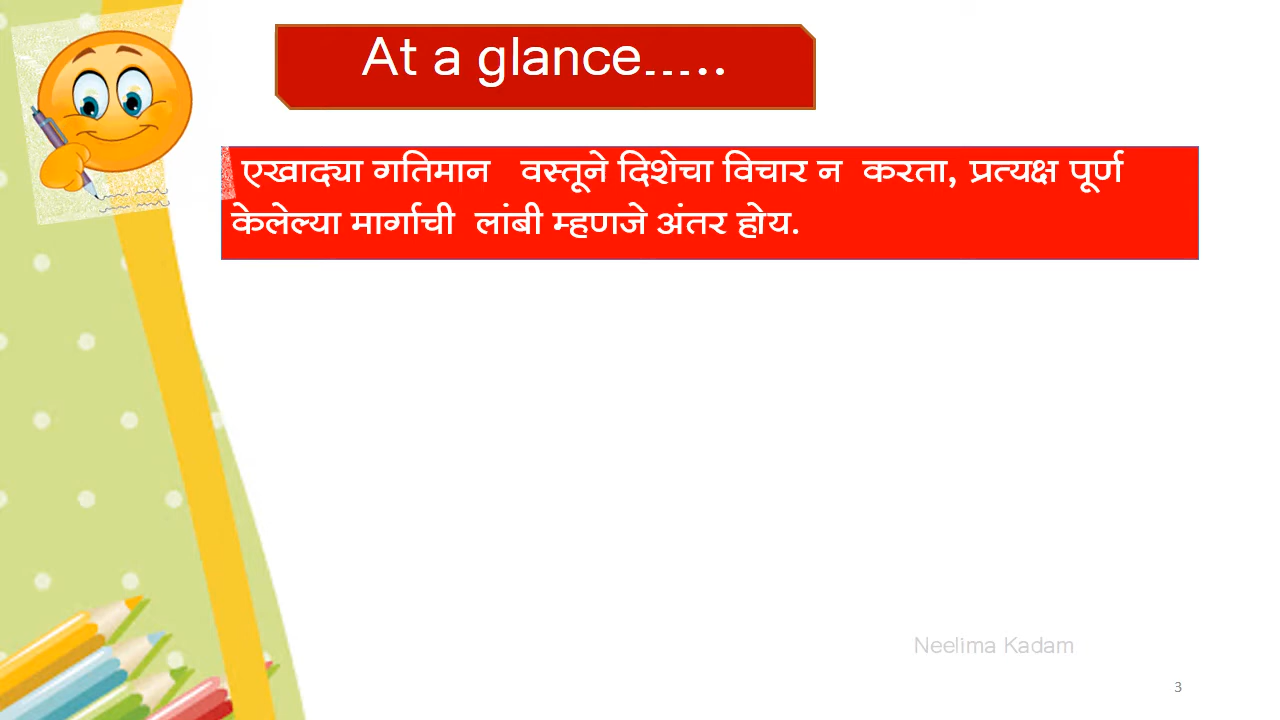 At a glance.....
एखाद्या गतिमान वस्तूने दिशेचा विचार न करता, प्रत्यक्ष पूर्ण
केलेल्या मार्गाची लांबी म्हणजे अंतर होय.
Neelima Kadam
3